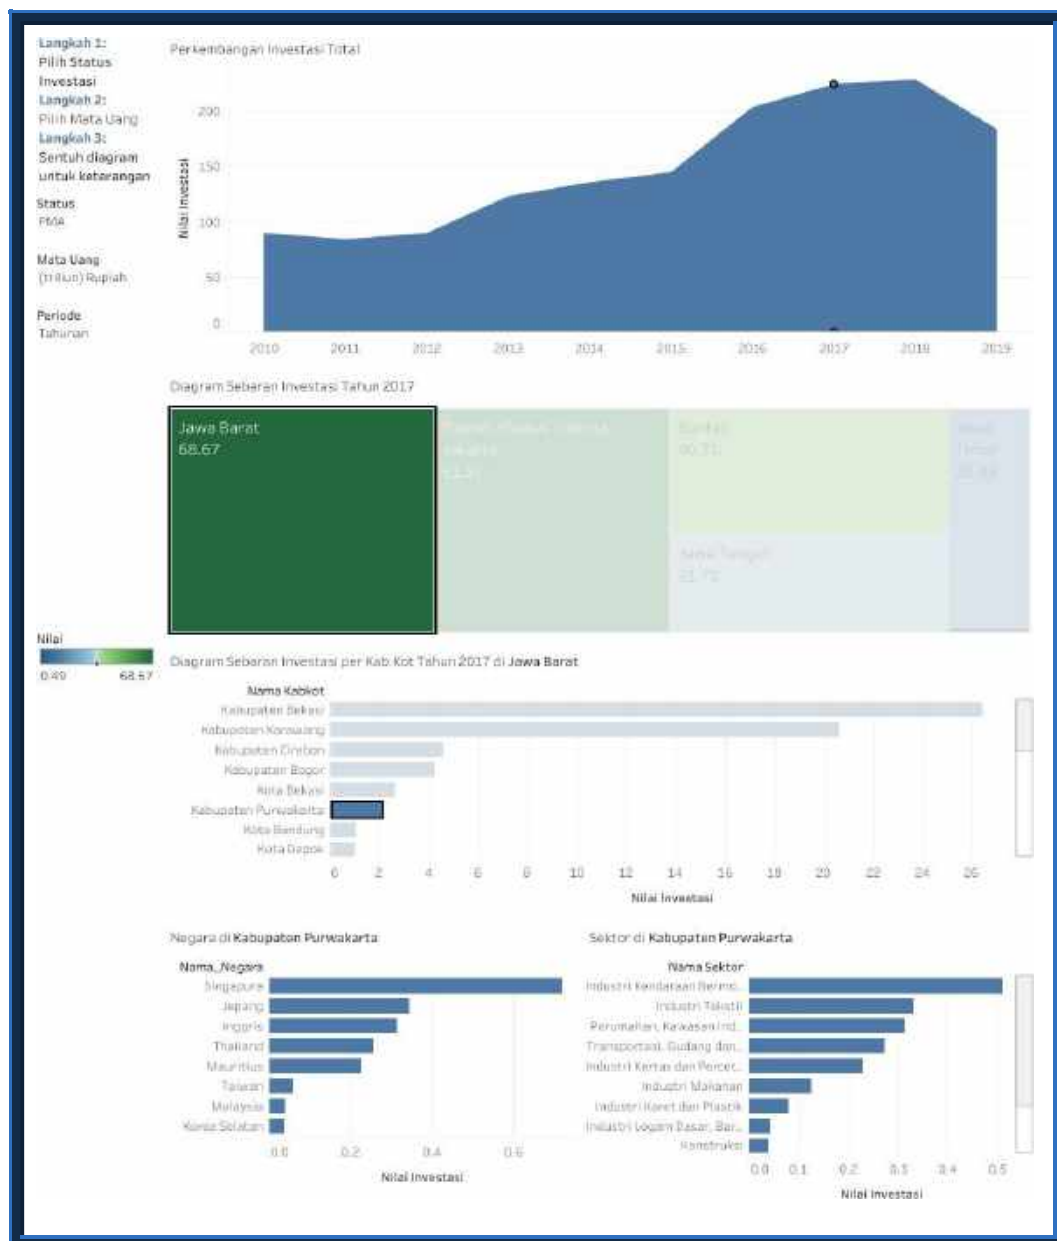 Langkah 1:
Pilih Status
Investasi
Langkah 2:
Pilih Mata Uang
Langkah 3:
Sentuh diagram
untuk keterangan
Status
PMA
Mata Uang
(triliun) Rupiah
Periode
Tahunan
Perkembangan Investasi Total
Nilai Investasi
200
150
100
50
0
2010 2011 2012 2013 2014 2015 2016 2017 2018 2019
Diagram Sebaran Investasi Tahun 2017
Jawa Barat
68.67
Banten
Jawa Tengah
Nilai
0.49 68.67
Diagram Sebaran Investasi per Kab Kot Tahun 2017 di Jawa Barat
Nama Kabkot
Kabupaten Bekasi
Kabupaten Karawang
Kabupaten Cirebon
Kabupaten Bogor
Kota Bekasi
Kabupaten Purwakarta
Kota Bandung
Kota Depok
0 2 4 6 8 10 12 14 16 18 20 22 24 26
Nilai Investasi
Negara di Kabupaten Purwakarta
Nama_Negara
Singapura
Jepang
Inggris
Thailand
Mauritius
Taiwan
Malaysia
Korea Selatan
0.0 0.2 0.4 0.6
Nilai Investasi
Sektor di Kabupaten Purwakarta
Nama Sektor
Industri Kendaraan Bermo..
Industri Tekstil
Perumahan, Kawasan Ind..
Transportasi, Gudang dan..
Industri Kertas dan Percet..
Industri Makanan
Industri Karet dan Plastik
Industri Logam Dasar, Bar..
Konstruksi
0.0 0.1 0.2 0.3 0.4 0.5
Nilai Investasi